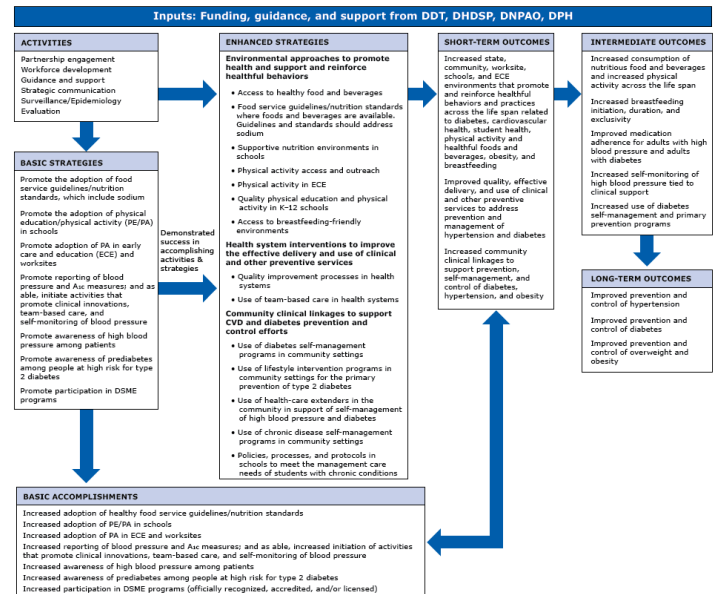 Inputs: Funding, guidance, and support from DDT, DHDSP, DNPAO, DPH
ACTIVITIES
Partnership engagement
Workforce development
Guidance and support
Strategic communication
Surveillance/Epidemiology
Evaluation
BASIC STRATEGIES
Promote the adoption of food
service guidelines/nutrition
standards, which include sodium
Promote the adoption of physical
education/physical activity (PE/PA)
in schools
Promote adoption of PA in early
care and education (ECE) and
worksites
Promote reporting of blood
pressure and A1c measures; and as
able, initiate activities that
promote clinical innovations,
team-based care, and
self-monitoring of blood pressure
Promote awareness of high blood
pressure among patients
Promote awareness of prediabetes
among people at high risk for type
2 diabetes
Promote participation in DSME
programs
Demonstrated
success in
accomplishing
activities &
strategies
ENHANCED STRATEGIES
Environmental approaches to promote
health and support and reinforce
healthful behaviors
• Access to healthy food and beverages
• Food service guidelines/nutrition standards
where foods and beverages are available.
Guidelines and standards should address
sodium
• Supportive nutrition environments in
schools
• Physical activity access and outreach
• Physical activity in ECE
• Quality physical education and physical
activity in K–12 schools
• Access to breastfeeding-friendly
environments
Health system interventions to improve
the effective delivery and use of clinical
and other preventive services
• Quality improvement processes in health
systems
• Use of team-based care in health systems
Community clinical linkages to support
CVD and diabetes prevention and
control efforts
• Use of diabetes self-management
programs in community settings
• Use of lifestyle intervention programs in
community settings for the primary
prevention of type 2 diabetes
• Use of health-care extenders in the
community in support of self-management
of high blood pressure and diabetes
• Use of chronic disease self-management
programs in community settings
• Policies, processes, and protocols in
schools to meet the management care
needs of students with chronic conditions
SHORT-TERM OUTCOMES
Increased state,
community, worksite,
schools, and ECE
environments that promote
and reinforce healthful
behaviors and practices
across the life span related
to diabetes, cardiovascular
health, student health,
physical activity and
healthful foods and
beverages, obesity, and
breastfeeding
Improved quality, effective
delivery, and use of clinical
and other preventive
services to address
prevention and
management of
hypertension and diabetes
Increased community
clinical linkages to
support prevention,
self-management, and
control of diabetes,
hypertension, and obesity
INTERMEDIATE OUTCOMES
Increased consumption of
nutritious food and beverages
and increased physical
activity across the life span
Increased breastfeeding
initiation, duration, and
exclusivity
Improved medication
adherence for adults with high
blood pressure and adults
with diabetes
Increased self-monitoring of
high blood pressure tied to
clinical support
Increased use of diabetes
self-management and primary
prevention programs
LONG-TERM OUTCOMES
Improved prevention and
control of hypertension
Improved prevention and
control of diabetes
Improved prevention and
control of overweight and
obesity
BASIC ACCOMPLISHMENTS
Increased adoption of healthy food service guidelines/nutrition standards
Increased adoption of PE/PA in schools
Increased adoption of PA in ECE and worksites
Increased reporting of blood pressure and A1c measures; and as able, increased initiation of activities
that promote clinical innovations, team-based care, and self-monitoring of blood pressure
Increased awareness of high blood pressure among patients
Increased awareness of prediabetes among people at high risk for type 2 diabetes
Increased participation in DSME programs (officially recognized, accredited, and/or licensed)